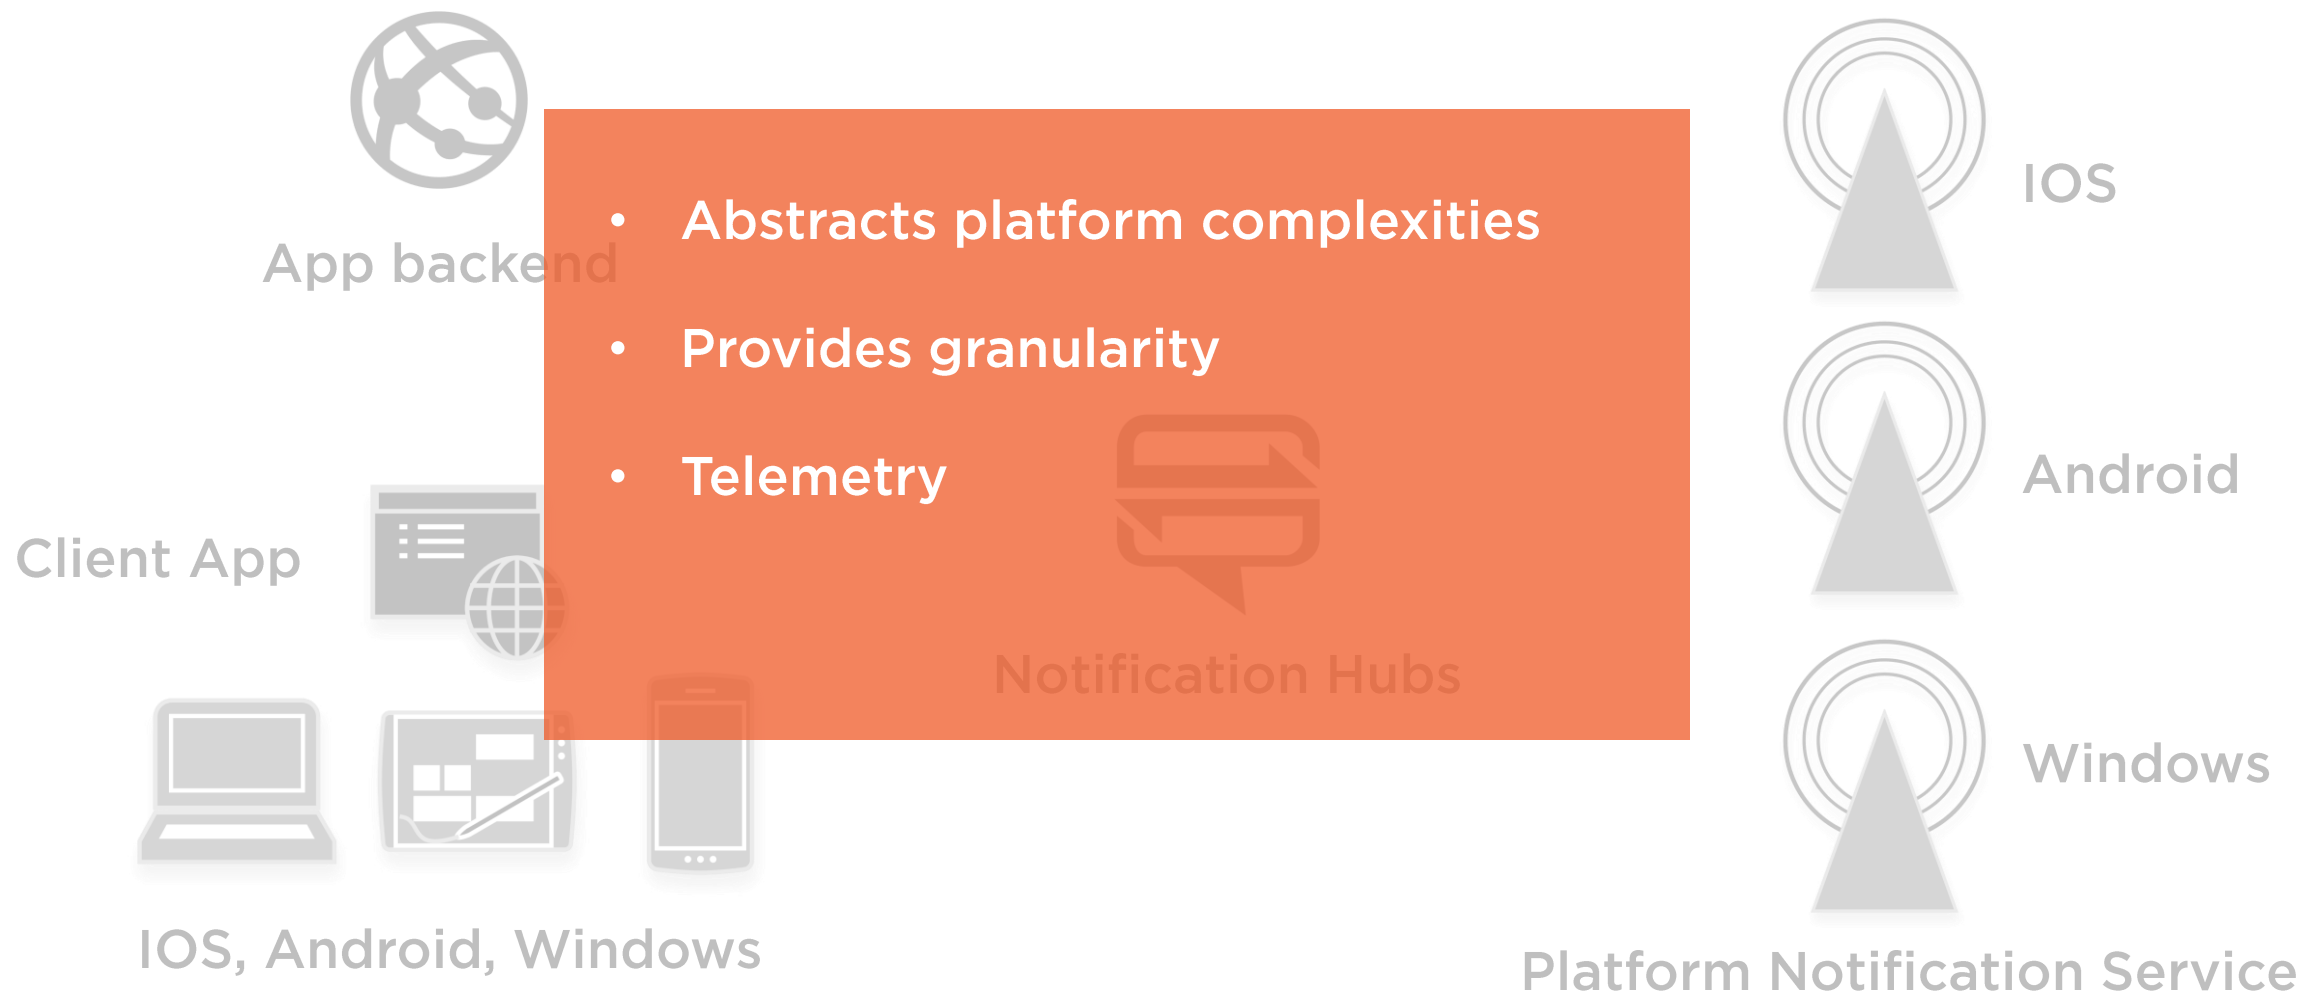 App backend
• Abstracts platform complexities
• Provides granularity
• Telemetry
Client App
Notification Hubs
IOS, Android, Windows
IOS
Android
Windows
Platform Notification Service